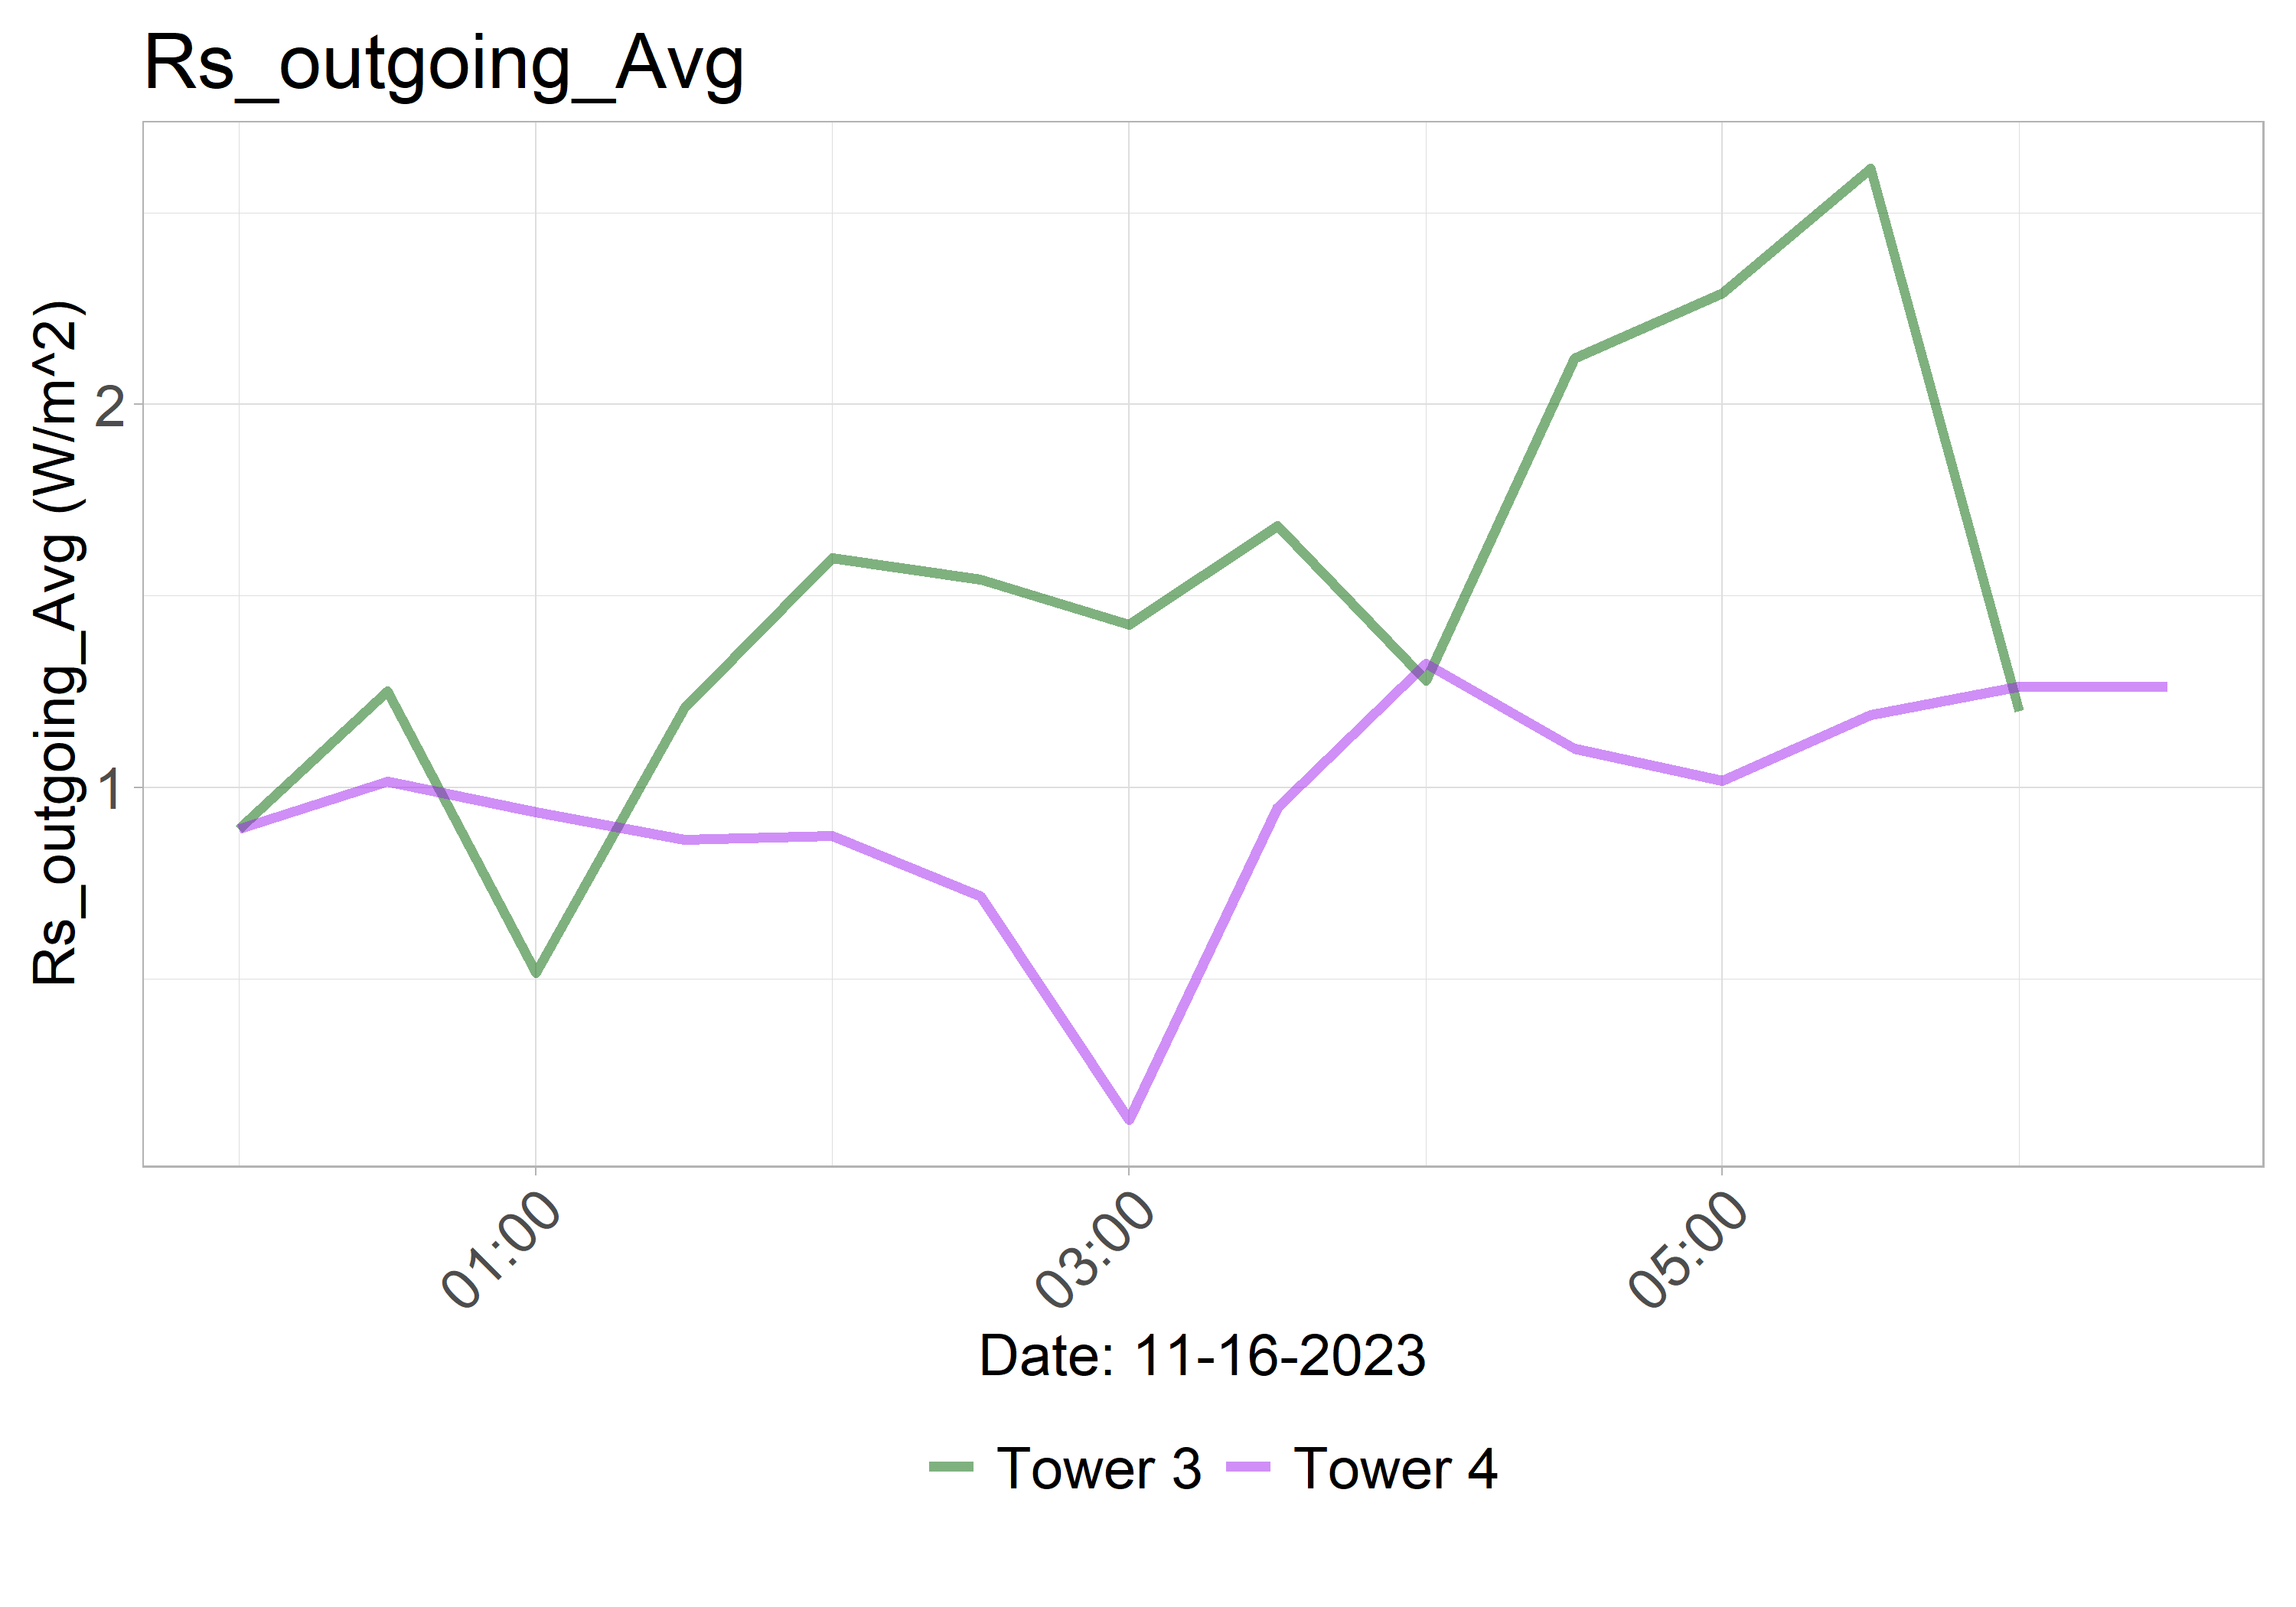 Rs_outgoing_Avg
Rs_outgoing_Avg (W/m^2)
2
1
01:00
03:00
05:00
Date: 11-16-2023
Tower 3 Tower 4